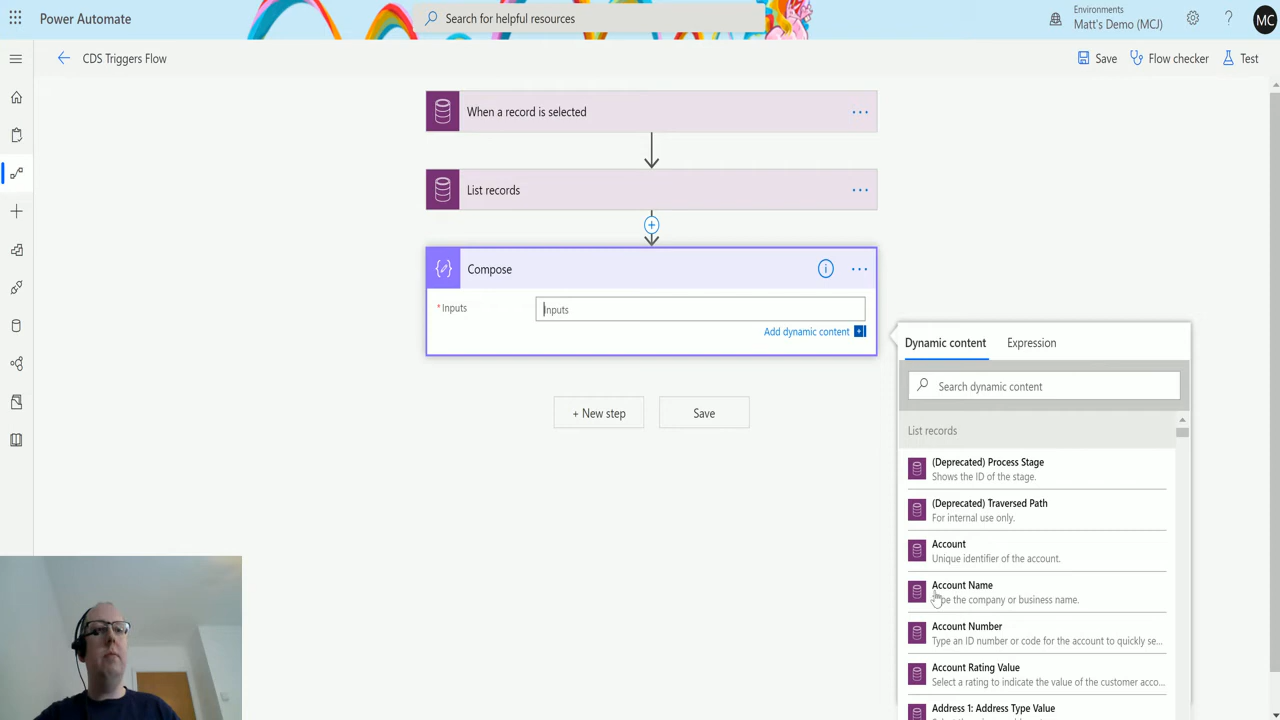 Power Automate
Search for helpful resources
Environments
Matt's Demo (MCJ)
MC
CDS Triggers Flow
Save
Flow checker
Test
When a record is selected
...
List records
...
Compose
...
* Inputs
Inputs
Add dynamic content
+ New step
Save
Dynamic content
Expression
Search dynamic content
List records
(Deprecated) Process Stage
Shows the ID of the stage.
(Deprecated) Traversed Path
For internal use only.
Account
Unique identifier of the account.
Account Name
the company or business name.
Account Number
Type an ID number or code for the account to quickly se...
Account Rating Value
Select a rating to indicate the value of the customer acco...
Address 1: Address Type Value